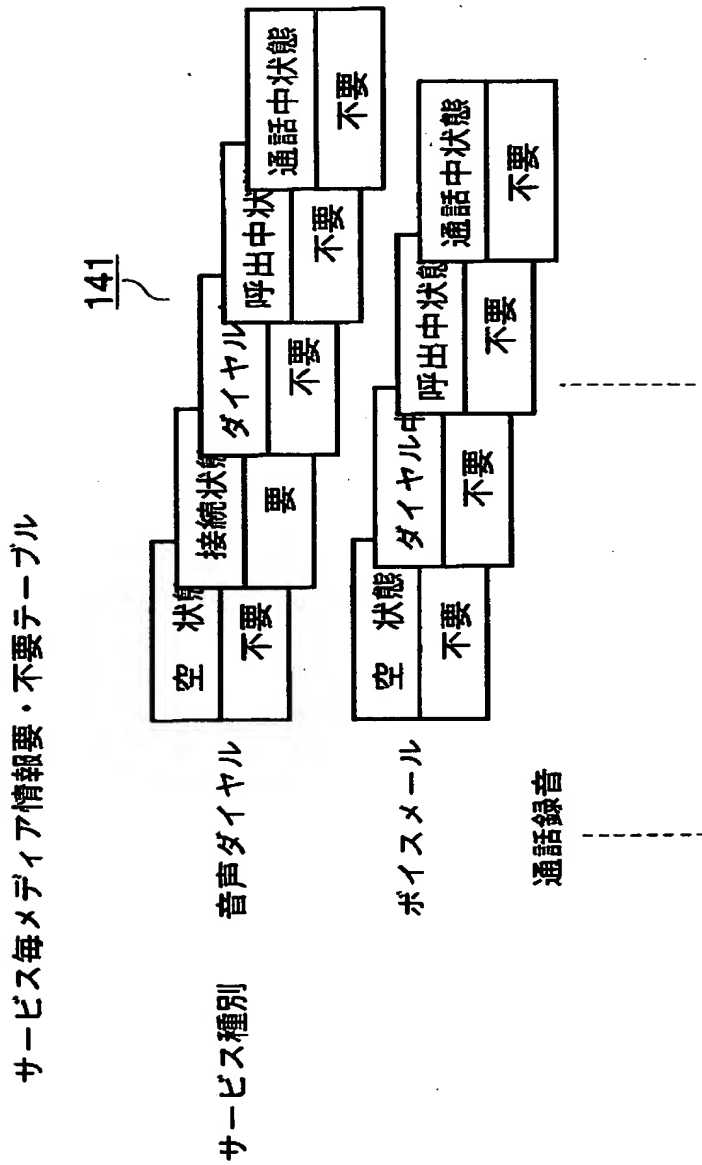 サービス毎メディア情報要・不要テーブル
141
サービス種別
音声ダイヤル
空 状態
不要
接続状態
要
ダイヤル
不要
呼出中状
不要
通話中状態
不要
ボイスメール
空 状態
不要
ダイヤル中
不要
呼出中状態
不要
通話中状態
不要
通話録音